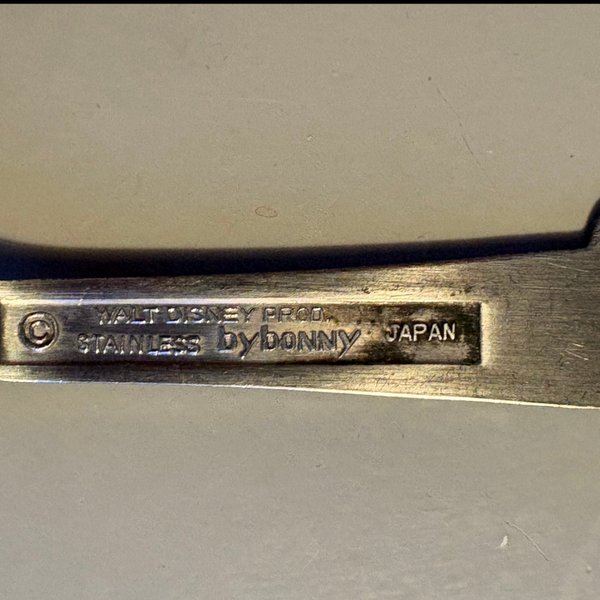 © WALT DISNEY PROD.
STAINLESS bybonny JAPAN